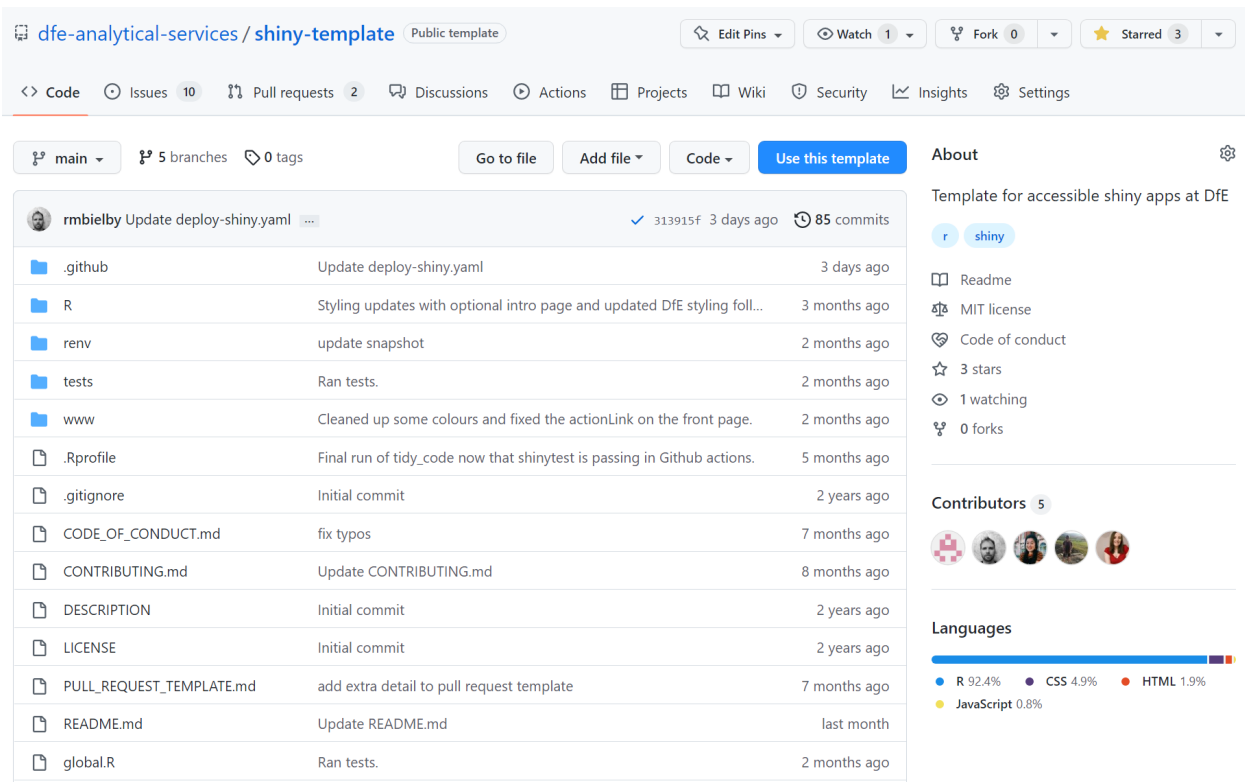 dfe-analytical-services / shiny-template Public template Edit Pins Watch 1 Fork 0 Starred 3
Code Issues 10 Pull requests 2 Discussions Actions Projects Wiki Security Insights Settings
main 5 branches 0 tags Go to file Add file Code Use this template
rmbielby Update deploy-shiny.yaml ... 313915f 3 days ago 85 commits
.github Update deploy-shiny.yaml 3 days ago
R Styling updates with optional intro page and updated DfE styling foll... 3 months ago
renv update snapshot 2 months ago
tests Ran tests. 2 months ago
www Cleaned up some colours and fixed the actionLink on the front page. 2 months ago
.Rprofile Final run of tidy_code now that shinytest is passing in Github actions. 5 months ago
.gitignore Initial commit 2 years ago
CODE_OF_CONDUCT.md fix typos 7 months ago
CONTRIBUTING.md Update CONTRIBUTING.md 8 months ago
DESCRIPTION Initial commit 2 years ago
LICENSE Initial commit 2 years ago
PULL_REQUEST_TEMPLATE.md add extra detail to pull request template 7 months ago
README.md Update README.md last month
global.R Ran tests. 2 months ago
About
Template for accessible shiny apps at DfE
r shiny
Readme
MIT license
Code of conduct
3 stars
1 watching
0 forks
Contributors 5
Languages
R 92.4% CSS 4.9% HTML 1.9%
JavaScript 0.8%